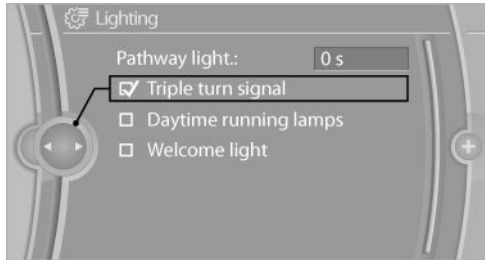 Lighting
Pathway light.: 0 s
Triple turn signal
Daytime running lamps
Welcome light